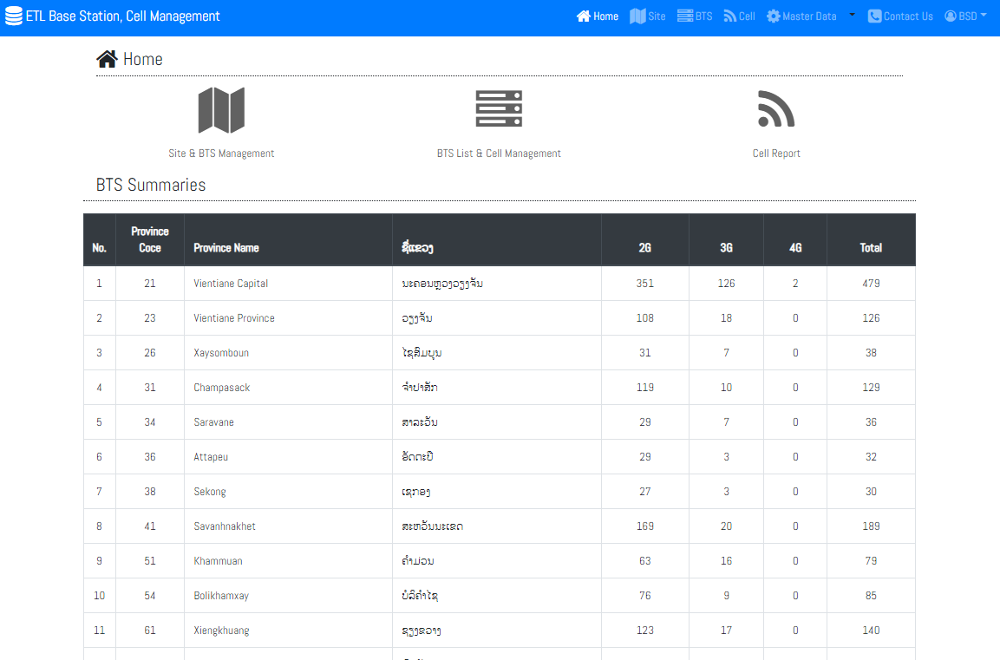 ETL Base Station, Cell Management Home Site BTS Cell Master Data Contact Us BSD
Home
Site & BTS Management BTS List & Cell Management Cell Report
BTS Summaries
No. Province Coce Province Name ຊື່ແຂວງ 2G 3G 4G Total
1 21 Vientiane Capital ນະຄອນຫຼວງວຽງຈັນ 351 126 2 479
2 23 Vientiane Province ວຽງຈັນ 108 18 0 126
3 26 Xaysomboun ໄຊສົມບຸນ 31 7 0 38
4 31 Champasack ຈຳປາສັກ 119 10 0 129
5 34 Saravane ສາລະວັນ 29 7 0 36
6 36 Attapeu ອັດຕະປື 29 3 0 32
7 38 Sekong ເຊກອງ 27 3 0 30
8 41 Savanhnakhet ສະຫວັນນະເຂດ 169 20 0 189
9 51 Khammuan ຄຳມ່ວນ 63 16 0 79
10 54 Bolikhamxay ບໍລິຄຳໄຊ 76 9 0 85
11 61 Xiengkhuang ຊຽງຂວາງ 123 17 0 140